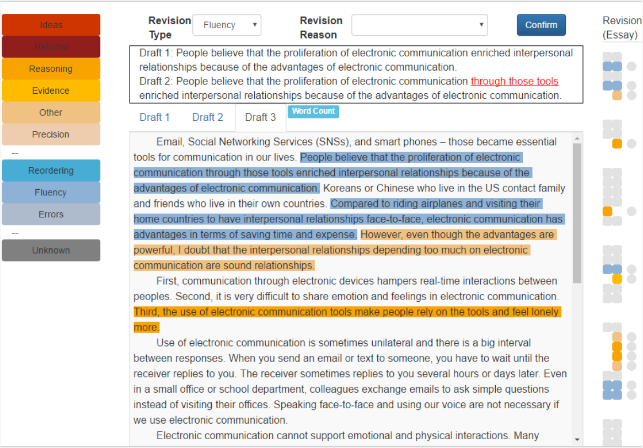 Ideas
Reasoning
Evidence
Other
Precision
--
Reordering
Fluency
Errors
--
Unknown
Revision Type
Fluency
Revision Reason
Confirm
Draft 1: People believe that the proliferation of electronic communication enriched interpersonal
relationships because of the advantages of electronic communication.
Draft 2: People believe that the proliferation of electronic communication through those tools
enriched interpersonal relationships because of the advantages of electronic communication.
Draft 1
Draft 2
Draft 3
Word Count
Email, Social Networking Services (SNSs), and smart phones – those became essential
tools for communication in our lives. People believe that the proliferation of electronic
communication through those tools enriched interpersonal relationships because of the
advantages of electronic communication. Koreans or Chinese who live in the US contact family
and friends who live in their own countries. Compared to riding airplanes and visiting their
home countries to have interpersonal relationships face-to-face, electronic communication has
advantages in terms of saving time and expense. However, even though the advantages are
powerful, I doubt that the interpersonal relationships depending too much on electronic
communication are sound relationships.
First, communication through electronic devices hampers real-time interactions between
peoples. Second, it is very difficult to share emotion and feelings in electronic communication.
Third, the use of electronic communication tools make people rely on the tools and feel lonely
more.
Use of electronic communication is sometimes unilateral and there is a big interval
between responses. When you send an email or text to someone, you have to wait until the
receiver replies to you. The receiver sometimes replies to you several hours or days later. Even
in a small office or school department, colleagues exchange emails to ask simple questions
instead of visiting their offices. Speaking face-to-face and using our voice are not necessary if
we use electronic communication.
Electronic communication cannot support emotional and physical interactions. Many
Revision
(Essay)